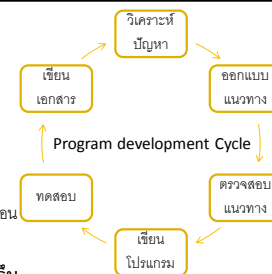 วิเคราะห์
ปัญหา
เขียน
เอกสาร
ออกแบบ
แนวทาง
Program development Cycle
ทดสอบ
ตรวจสอบ
แนวทาง
อน
เขียน
โปรแกรม